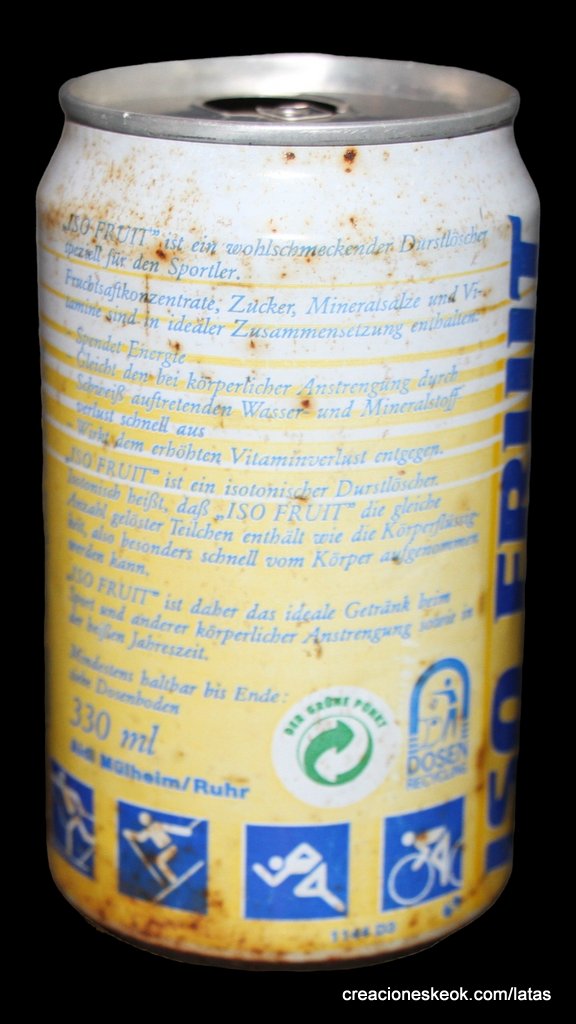 „ISO FRUIT” ist ein wohlschmeckender Durstlöscher
speziell für den Sportler.
Fruchtsaftkonzentrate, Zucker, Mineralsalze und Vi-
tamine sind in idealer Zusammensetzung enthalten.
- Spendet Energie
- Gleicht den bei körperlicher Anstrengung durch
Schweiß auftretenden Wasser- und Mineralstoff
verlust schnell aus
- Wirkt dem erhöhten Vitaminverlust entgegen.
„ISO FRUIT” ist ein isotonischer Durstlöscher.
Isotonisch heißt, daß „ISO FRUIT” die gleiche
Anzahl gelöster Teilchen enthält wie die Körperflüssig-
keit, also besonders schnell vom Körper aufgenommen
werden kann.
„ISO FRUIT” ist daher das ideale Getränk beim
Sport und anderer körperlicher Anstrengung sowie in
der heißen Jahreszeit.
Mindestens haltbar bis Ende:
siehe Dosenboden
330 ml
Aldi Mülheim/Ruhr
DER GRÜNE PUNKT
DOSEN
RECYCLING
ISO FRUIT
1144 D3
creacioneskeok.com/latas